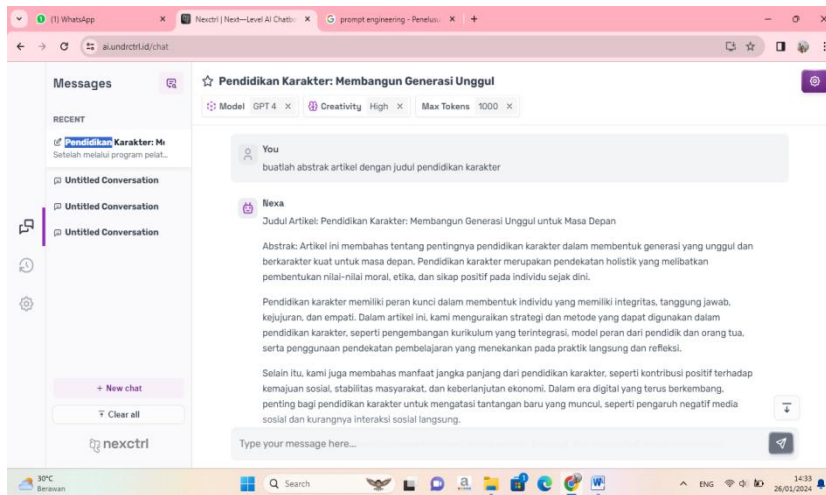 (1) WhatsApp
Nexctrl | Next—Level AI Chatb
prompt engineering - Penelusu
ai.undrctrl.id/chat
Messages
RECENT
Pendidikan Karakter: M
Setelah melalui program pelat...
Untitled Conversation
Untitled Conversation
Untitled Conversation
+ New chat
Clear all
nexctrl
Pendidikan Karakter: Membangun Generasi Unggul
Model GPT 4 × Creativity High × Max Tokens 1000 ×
You
buatlah abstrak artikel dengan judul pendidikan karakter
Nexa
Judul Artikel: Pendidikan Karakter: Membangun Generasi Unggul untuk Masa Depan
Abstrak: Artikel ini membahas tentang pentingnya pendidikan karakter dalam membentuk generasi yang unggul dan
berkarakter kuat untuk masa depan. Pendidikan karakter merupakan pendekatan holistik yang melibatkan
pembentukan nilai-nilai moral, etika, dan sikap positif pada individu sejak dini.
Pendidikan karakter memiliki peran kunci dalam membentuk individu yang memiliki integritas, tanggung jawab,
kejujuran, dan empati. Dalam artikel ini, kami menguraikan strategi dan metode yang dapat digunakan dalam
pendidikan karakter, seperti pengembangan kurikulum yang terintegrasi, model peran dari pendidik dan orang tua,
serta penggunaan pendekatan pembelajaran yang menekankan pada praktik langsung dan refleksi.
Selain itu, kami juga membahas manfaat jangka panjang dari pendidikan karakter, seperti kontribusi positif terhadap
kemajuan sosial, stabilitas masyarakat, dan keberlanjutan ekonomi. Dalam era digital yang terus berkembang,
penting bagi pendidikan karakter untuk mengatasi tantangan baru yang muncul, seperti pengaruh negatif media
sosial dan kurangnya interaksi sosial langsung.
Type your message here...
30°C
Berawan
Search
ENG
14:33
26/01/2024